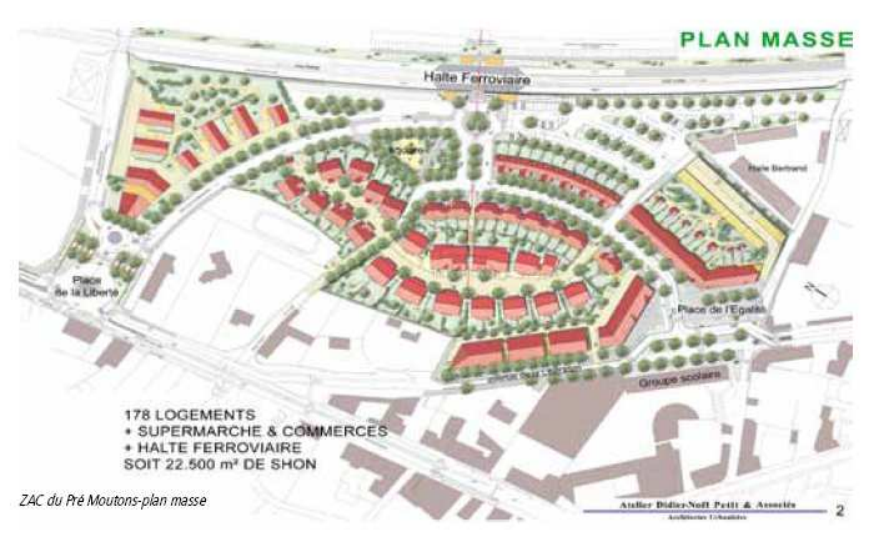 PLAN MASSE
Halte Ferroviaire
Halle Bertrand
Place
de la Liberté
Place de l'Egalité
Groupe scolaire
178 LOGEMENTS
+ SUPERMARCHE & COMMERCES
+ HALTE FERROVIAIRE
SOIT 22.500 m² DE SHON
ZAC du Pré Moutons-plan masse
Atelier Didier-Noël Petit & Associés
Architectes Urbanistes
2